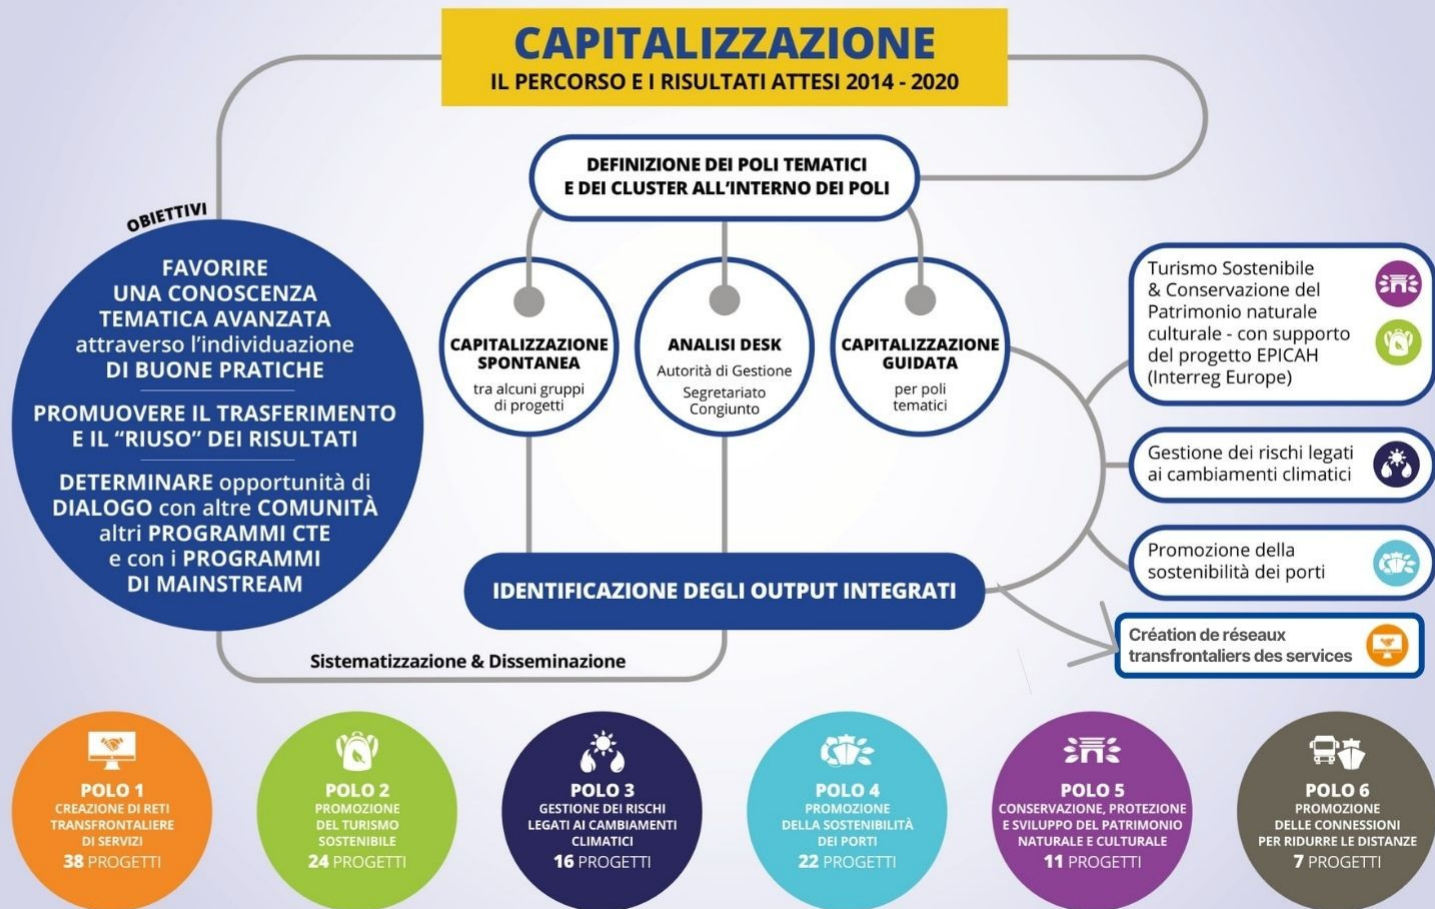 CAPITALIZZAZIONE
IL PERCORSO E I RISULTATI ATTESI 2014 - 2020
DEFINIZIONE DEI POLI TEMATICI
E DEI CLUSTER ALL'INTERNO DEI POLI
OBIETTIVI
FAVORIRE
UNA CONOSCENZA
TEMATICA AVANZATA
attraverso l'individuazione
DI BUONE PRATICHE
PROMUOVERE IL TRASFERIMENTO
E IL “RIUSO” DEI RISULTATI
DETERMINARE opportunità di
DIALOGO con altre COMUNITÀ
altri PROGRAMMI CTE
e con i PROGRAMMI
DI MAINSTREAM
CAPITALIZZAZIONE
SPONTANEA
tra alcuni gruppi
di progetti
ANALISI DESK
Autorità di Gestione
Segretariato
Congiunto
CAPITALIZZAZIONE
GUIDATA
per poli
tematici
Turismo Sostenibile
& Conservazione del
Patrimonio naturale
culturale - con supporto
del progetto EPICAH
(Interreg Europe)
Gestione dei rischi legati
ai cambiamenti climatici
Promozione della
sostenibilità dei porti
Création de réseaux
transfrontaliers des services
IDENTIFICAZIONE DEGLI OUTPUT INTEGRATI
Sistematizzazione & Disseminazione
POLO 1
CREAZIONE DI RETI
TRANSFRONTALIERE
DI SERVIZI
38 PROGETTI
POLO 2
PROMOZIONE
DEL TURISMO
SOSTENIBILE
24 PROGETTI
POLO 3
GESTIONE DEI RISCHI
LEGATI AI CAMBIAMENTI
CLIMATICI
16 PROGETTI
POLO 4
PROMOZIONE
DELLA SOSTENIBILITÀ
DEI PORTI
22 PROGETTI
POLO 5
CONSERVAZIONE, PROTEZIONE
E SVILUPPO DEL PATRIMONIO
NATURALE E CULTURALE
11 PROGETTI
POLO 6
PROMOZIONE
DELLE CONNESSIONI
PER RIDURRE LE DISTANZE
7 PROGETTI